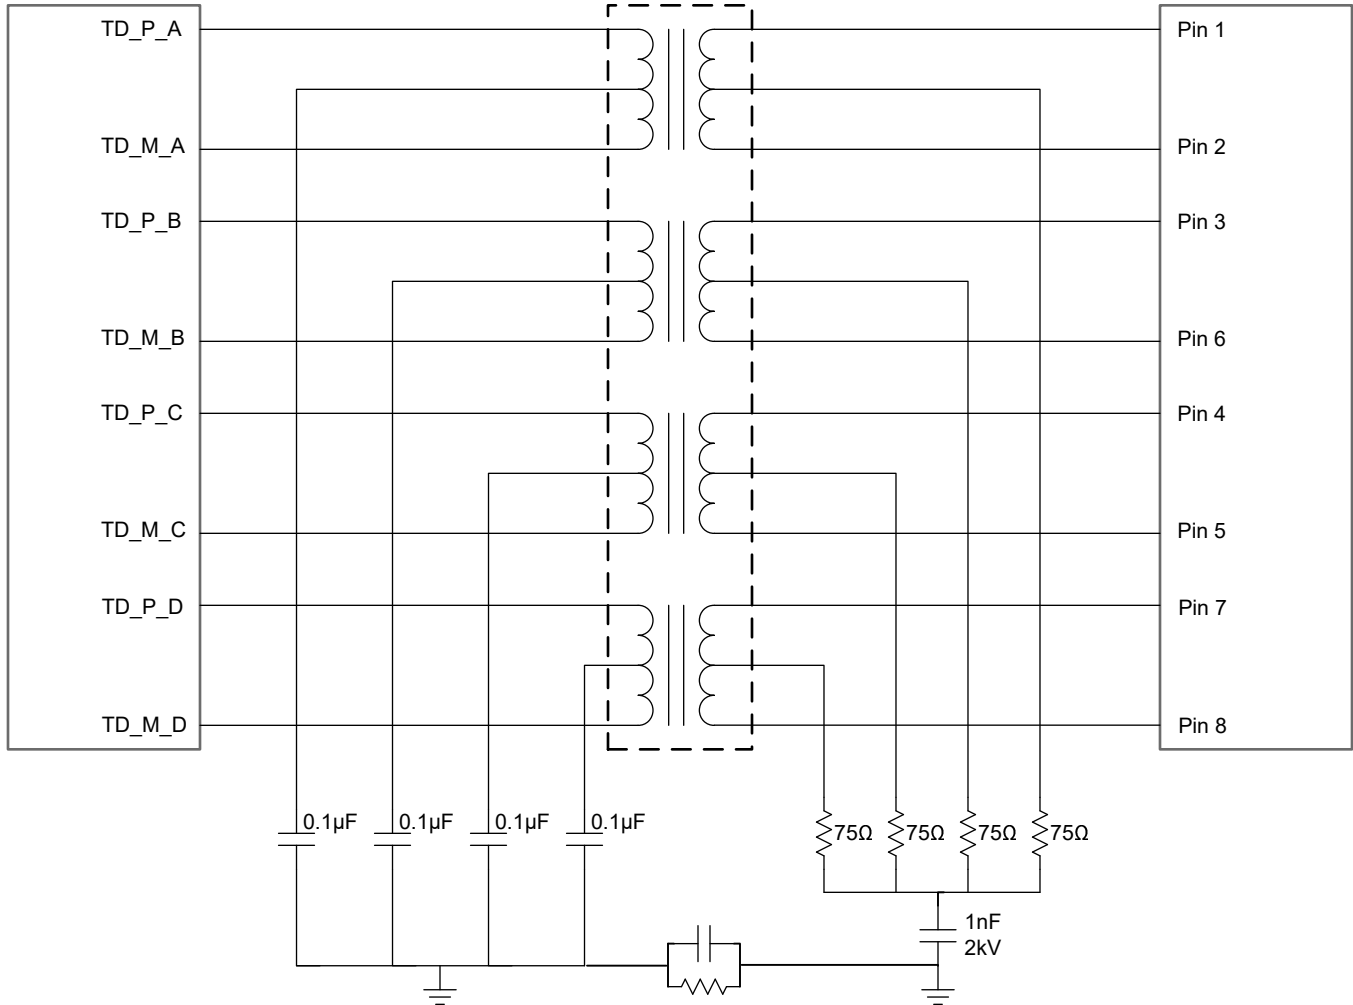 TD_P_A
Pin 1
TD_M_A
Pin 2
TD_P_B
Pin 3
TD_M_B
Pin 6
TD_P_C
Pin 4
TD_M_C
Pin 5
TD_P_D
Pin 7
TD_M_D
Pin 8
0.1µF
0.1µF
0.1µF
0.1µF
75Ω
75Ω
75Ω
75Ω
1nF
2kV